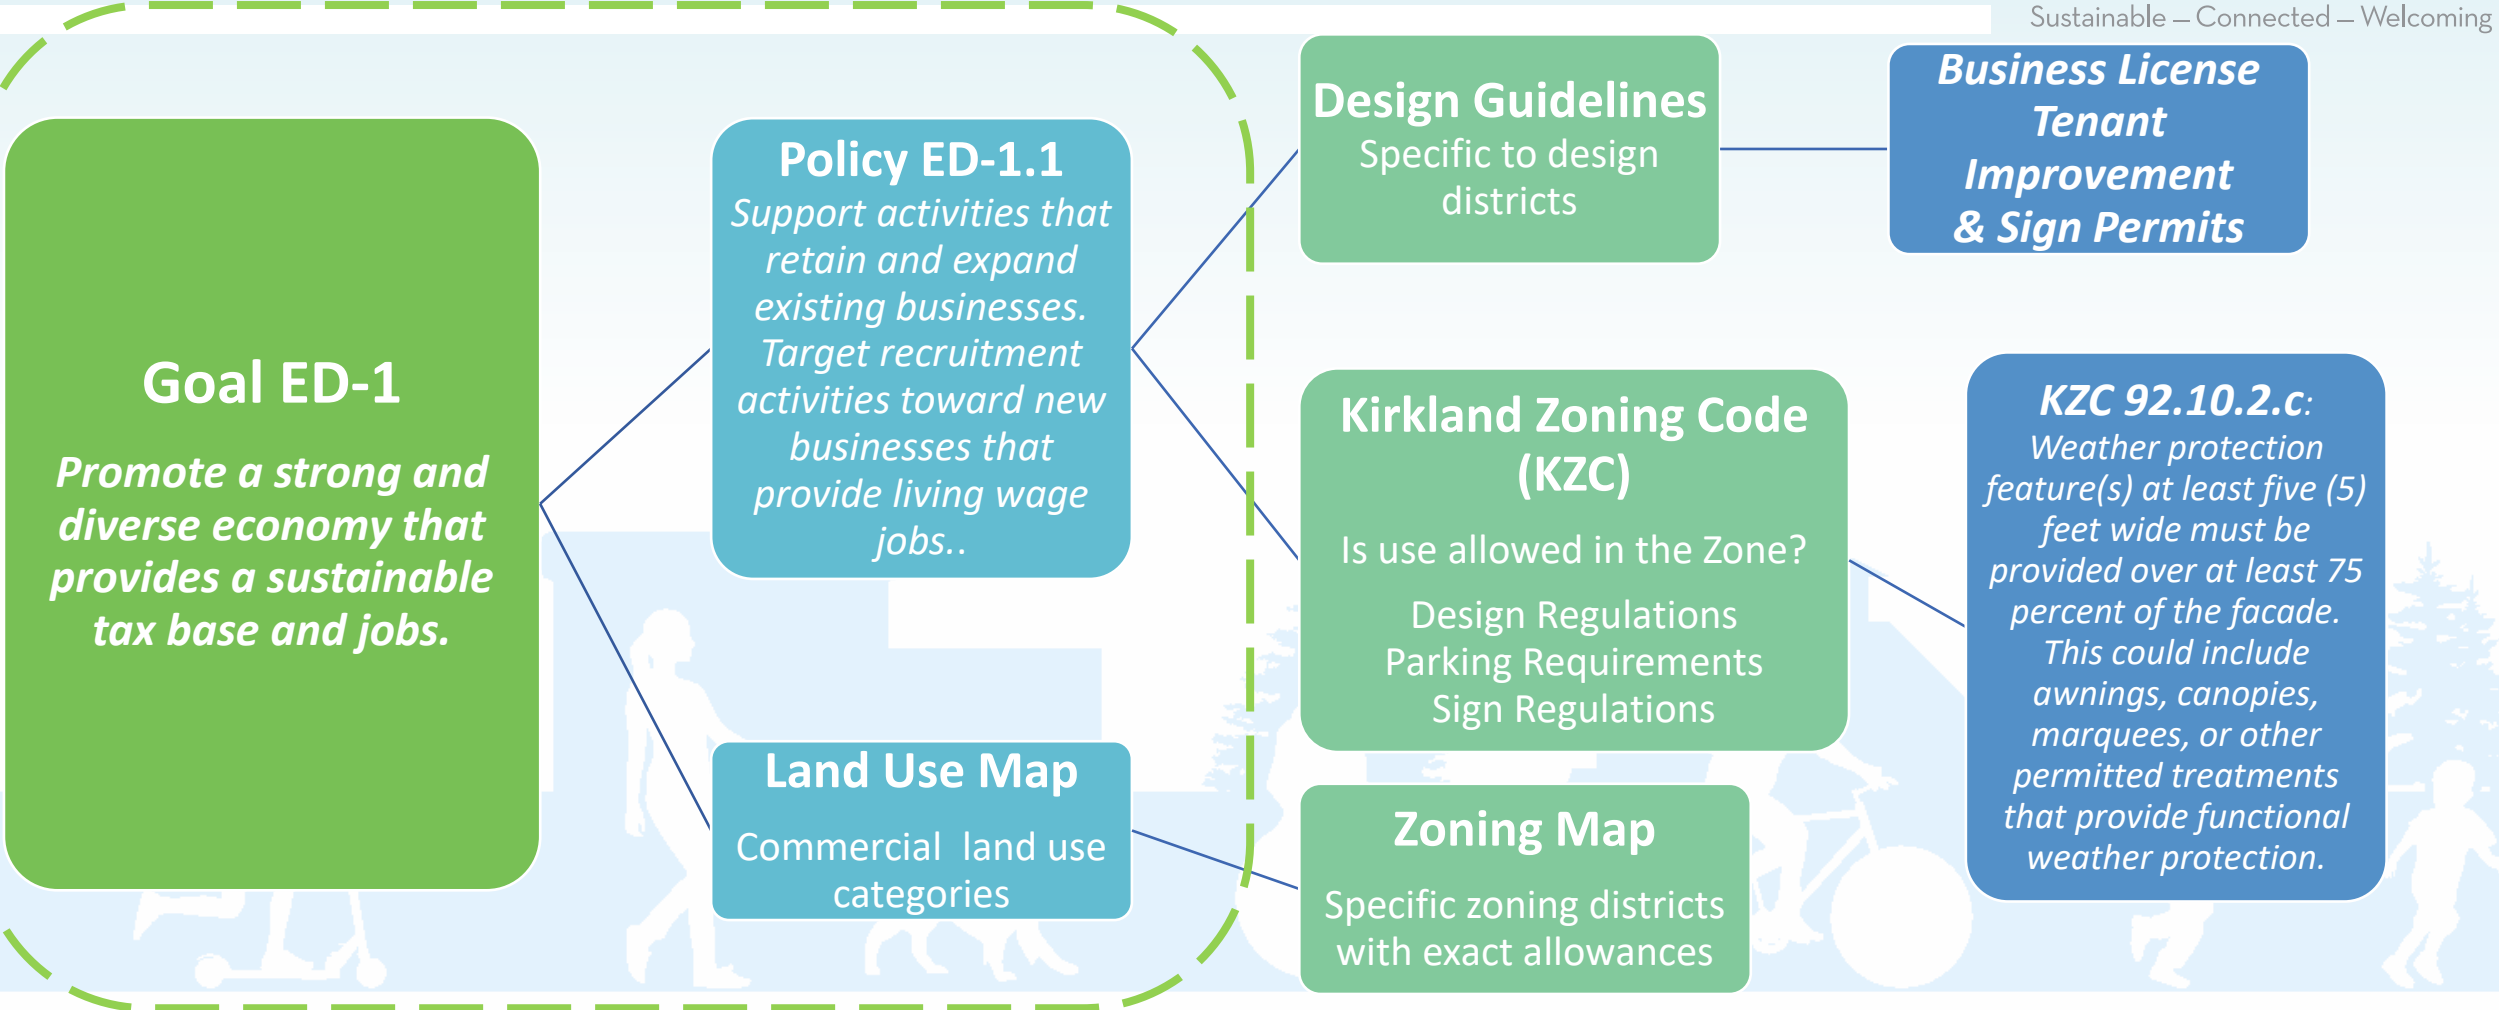 Sustainable — Connected — Welcoming
Goal ED-1
Promote a strong and
diverse economy that
provides a sustainable
tax base and jobs.
Policy ED-1.1
Support activities that
retain and expand
existing businesses.
Target recruitment
activities toward new
businesses that
provide living wage
jobs..
Land Use Map
Commercial land use
categories
Design Guidelines
Specific to design
districts
Kirkland Zoning Code
(KZC)
Is use allowed in the Zone?
Design Regulations
Parking Requirements
Sign Regulations
Zoning Map
Specific zoning districts
with exact allowances
Business License
Tenant
Improvement
& Sign Permits
KZC 92.10.2.c:
Weather protection
feature(s) at least five (5)
feet wide must be
provided over at least 75
percent of the facade.
This could include
awnings, canopies,
marquees, or other
permitted treatments
that provide functional
weather protection.